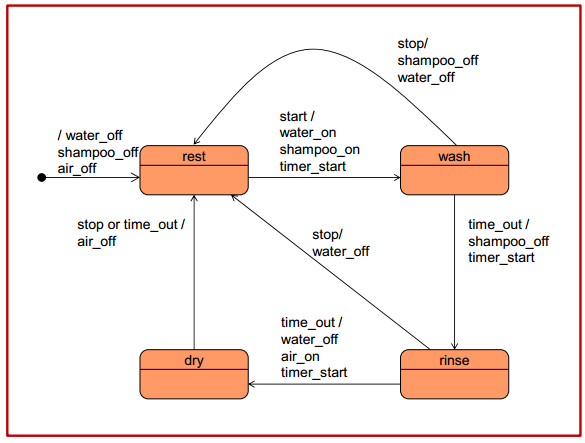 stop/
shampoo_off
water_off
/ water_off
shampoo_off
air_off
rest
start /
water_on
shampoo_on
timer_start
wash
stop or time_out /
air_off
stop/
water_off
time_out /
shampoo_off
timer_start
time_out /
water_off
air_on
timer_start
dry
rinse